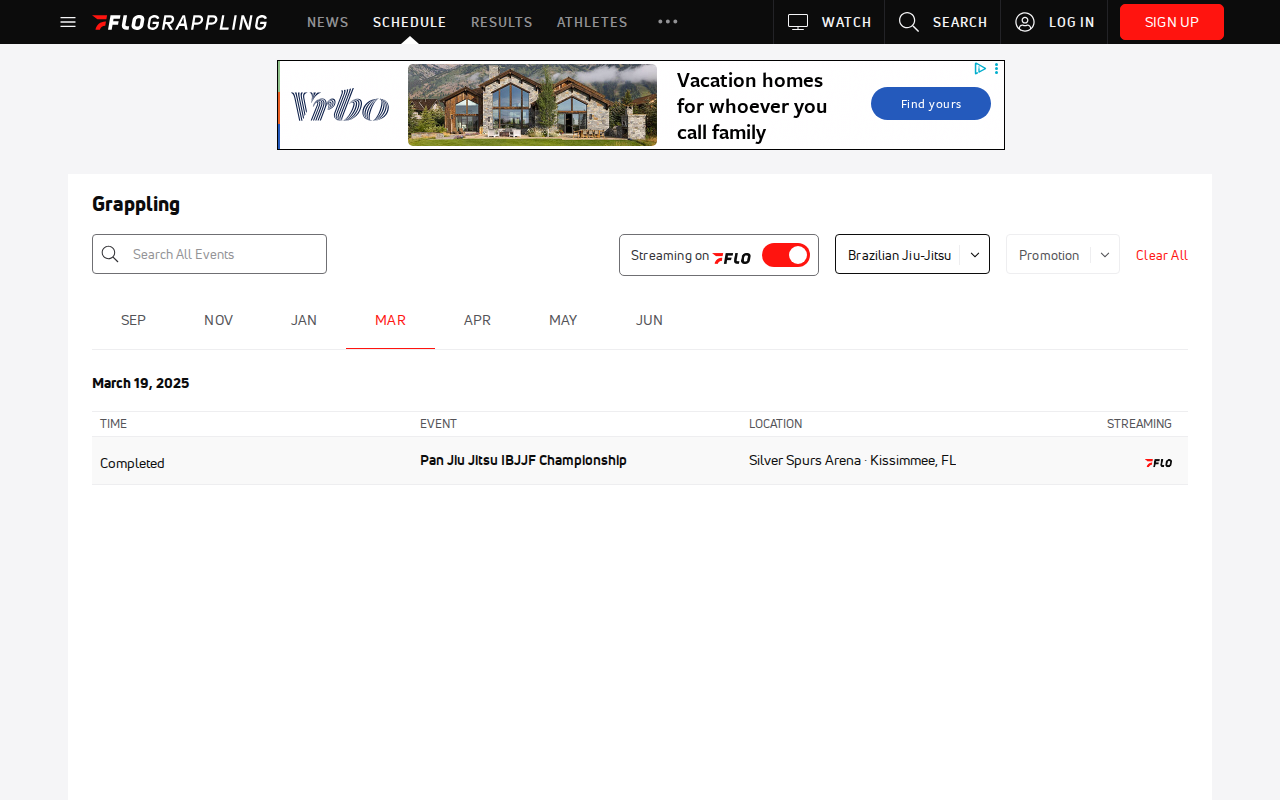 FLOGRAPPLING NEWS SCHEDULE RESULTS ATHLETES WATCH SEARCH LOG IN SIGN UP
Vrbo
Vacation homes
for whoever you
call family
Find yours
Grappling
Search All Events
Streaming on FLO
Brazilian Jiu-Jitsu
Promotion
Clear All
SEP NOV JAN MAR APR MAY JUN
March 19, 2025
TIME EVENT LOCATION STREAMING
Completed Pan Jiu Jitsu IBJJF Championship Silver Spurs Arena · Kissimmee, FL FLO